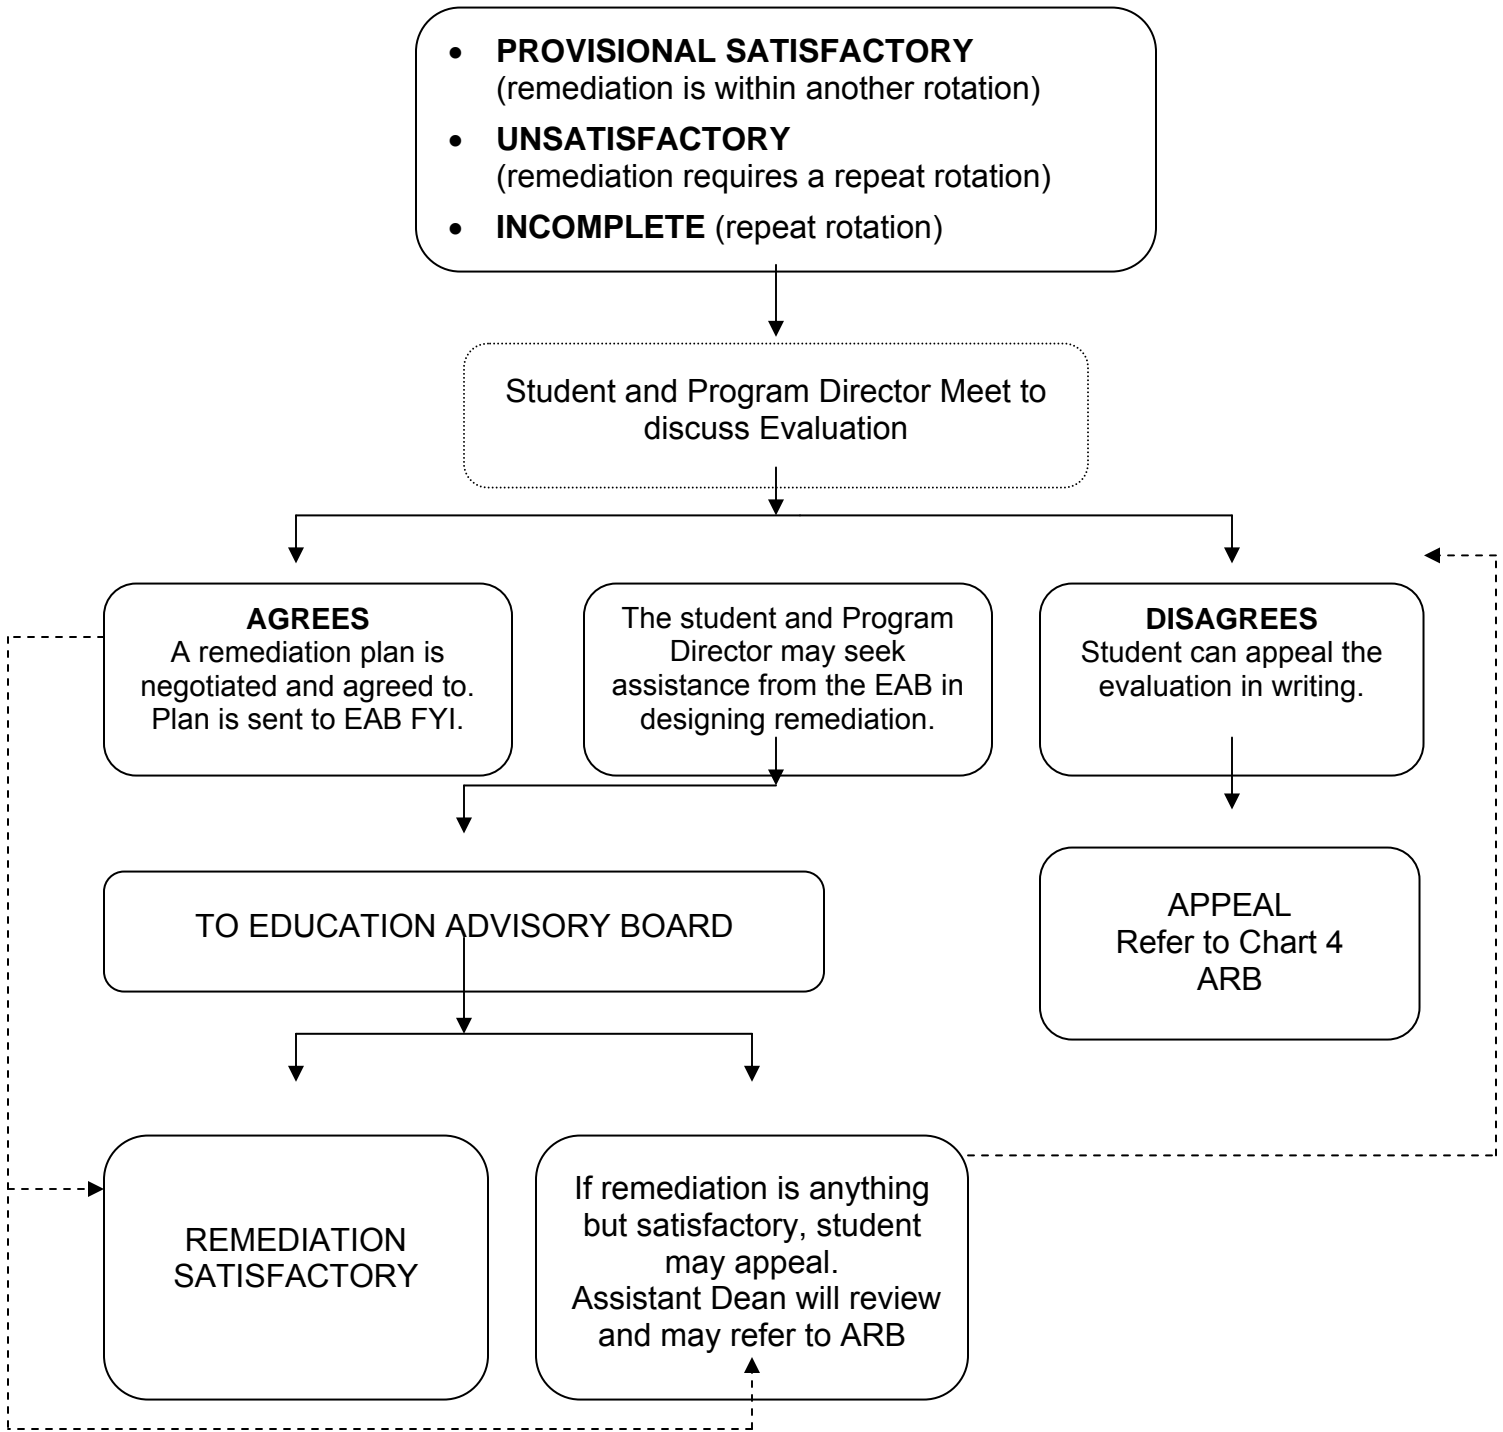 • PROVISIONAL SATISFACTORY
(remediation is within another rotation)
• UNSATISFACTORY
(remediation requires a repeat rotation)
• INCOMPLETE (repeat rotation)
Student and Program Director Meet to
discuss Evaluation
AGREES
A remediation plan is
negotiated and agreed to.
Plan is sent to EAB FYI.
The student and Program
Director may seek
assistance from the EAB in
designing remediation.
DISAGREES
Student can appeal the
evaluation in writing.
TO EDUCATION ADVISORY BOARD
APPEAL
Refer to Chart 4
ARB
REMEDIATION
SATISFACTORY
If remediation is anything
but satisfactory, student
may appeal.
Assistant Dean will review
and may refer to ARB